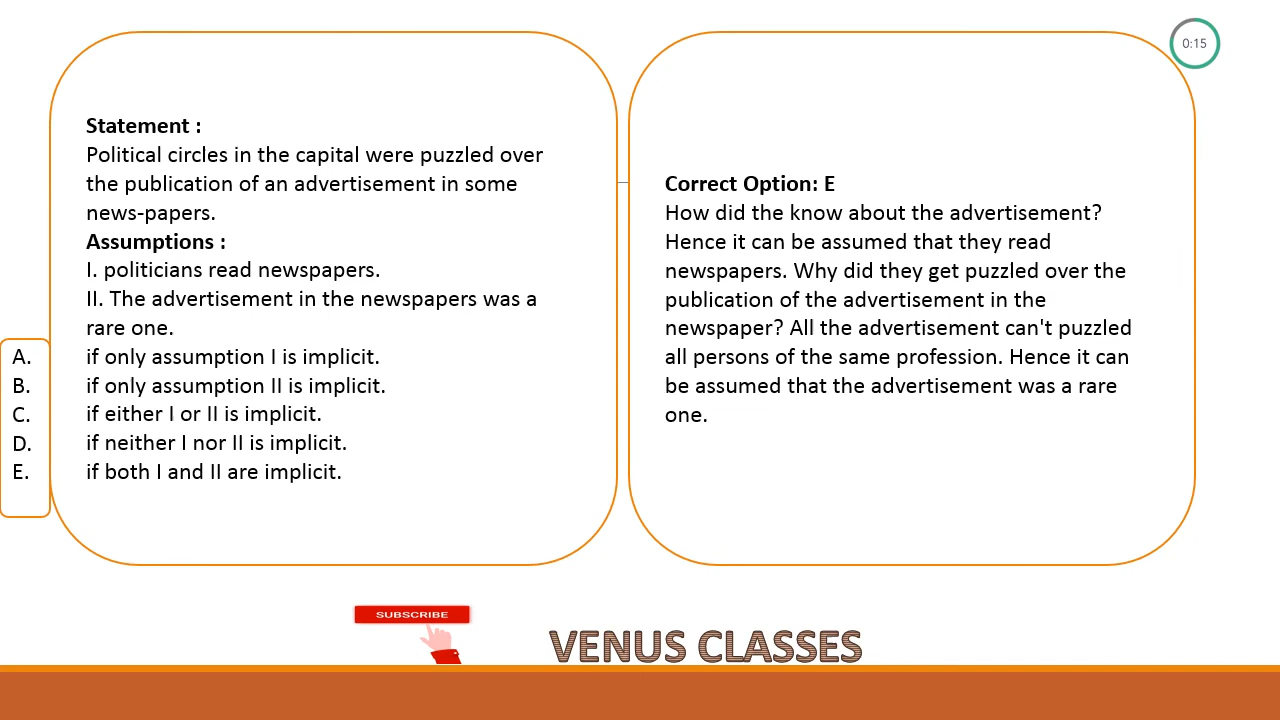 0:15
Statement :
Political circles in the capital were puzzled over
the publication of an advertisement in some
news-papers.
Assumptions :
I. politicians read newspapers.
II. The advertisement in the newspapers was a
rare one.
A. if only assumption I is implicit.
B. if only assumption II is implicit.
C. if either I or II is implicit.
D. if neither I nor II is implicit.
E. if both I and II are implicit.
Correct Option: E
How did the know about the advertisement?
Hence it can be assumed that they read
newspapers. Why did they get puzzled over the
publication of the advertisement in the
newspaper? All the advertisement can't puzzled
all persons of the same profession. Hence it can
be assumed that the advertisement was a rare
one.
SUBSCRIBE
VENUS CLASSES